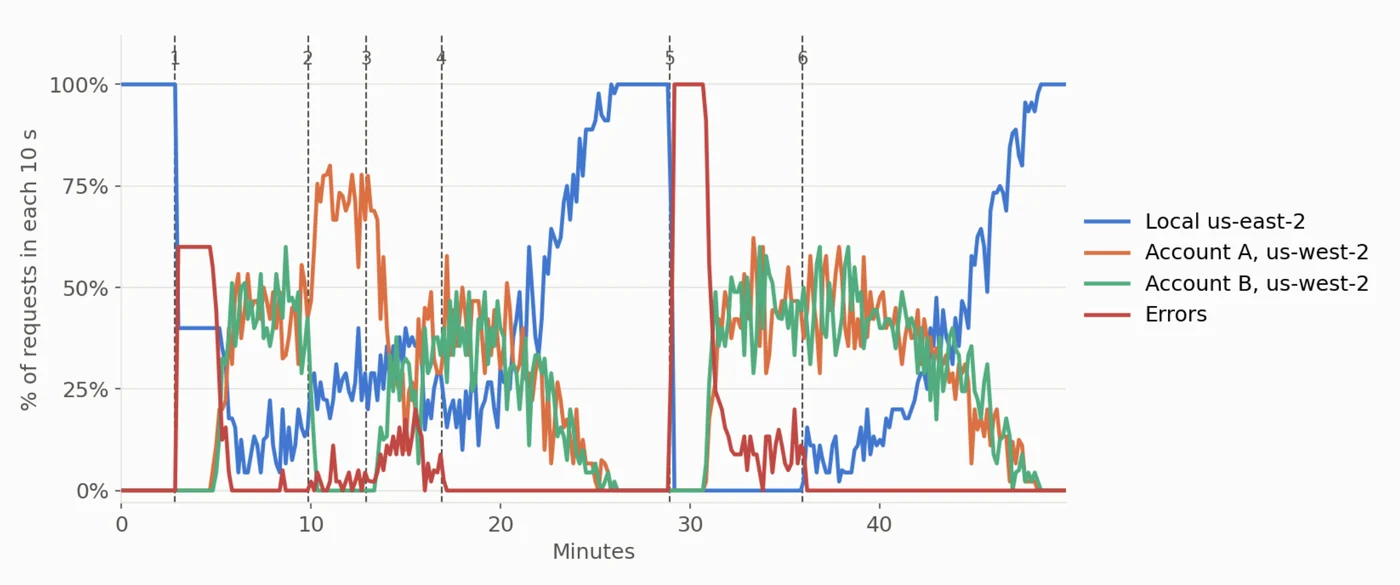 1 2 3 4 5 6
100%
75%
50%
25%
0%
% of requests in each 10 s
0 10 20 30 40
Minutes
Local us-east-2
Account A, us-west-2
Account B, us-west-2
Errors